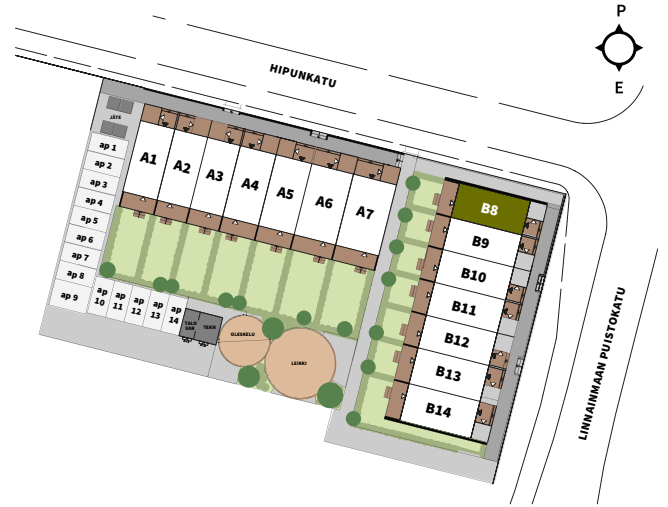 P
E
HIPUNKATU
LINNAINMAAN PUISTOKATU
JÄTE
ap 1
ap 2
ap 3
ap 4
ap 5
ap 6
ap 7
ap 8
ap 9
ap 10
ap 11
ap 12
ap 13
ap 14
A1
A2
A3
A4
A5
A6
A7
B8
B9
B10
B11
B12
B13
B14
TALO
VAR
TEKN
OLESKELU
LEIKKI